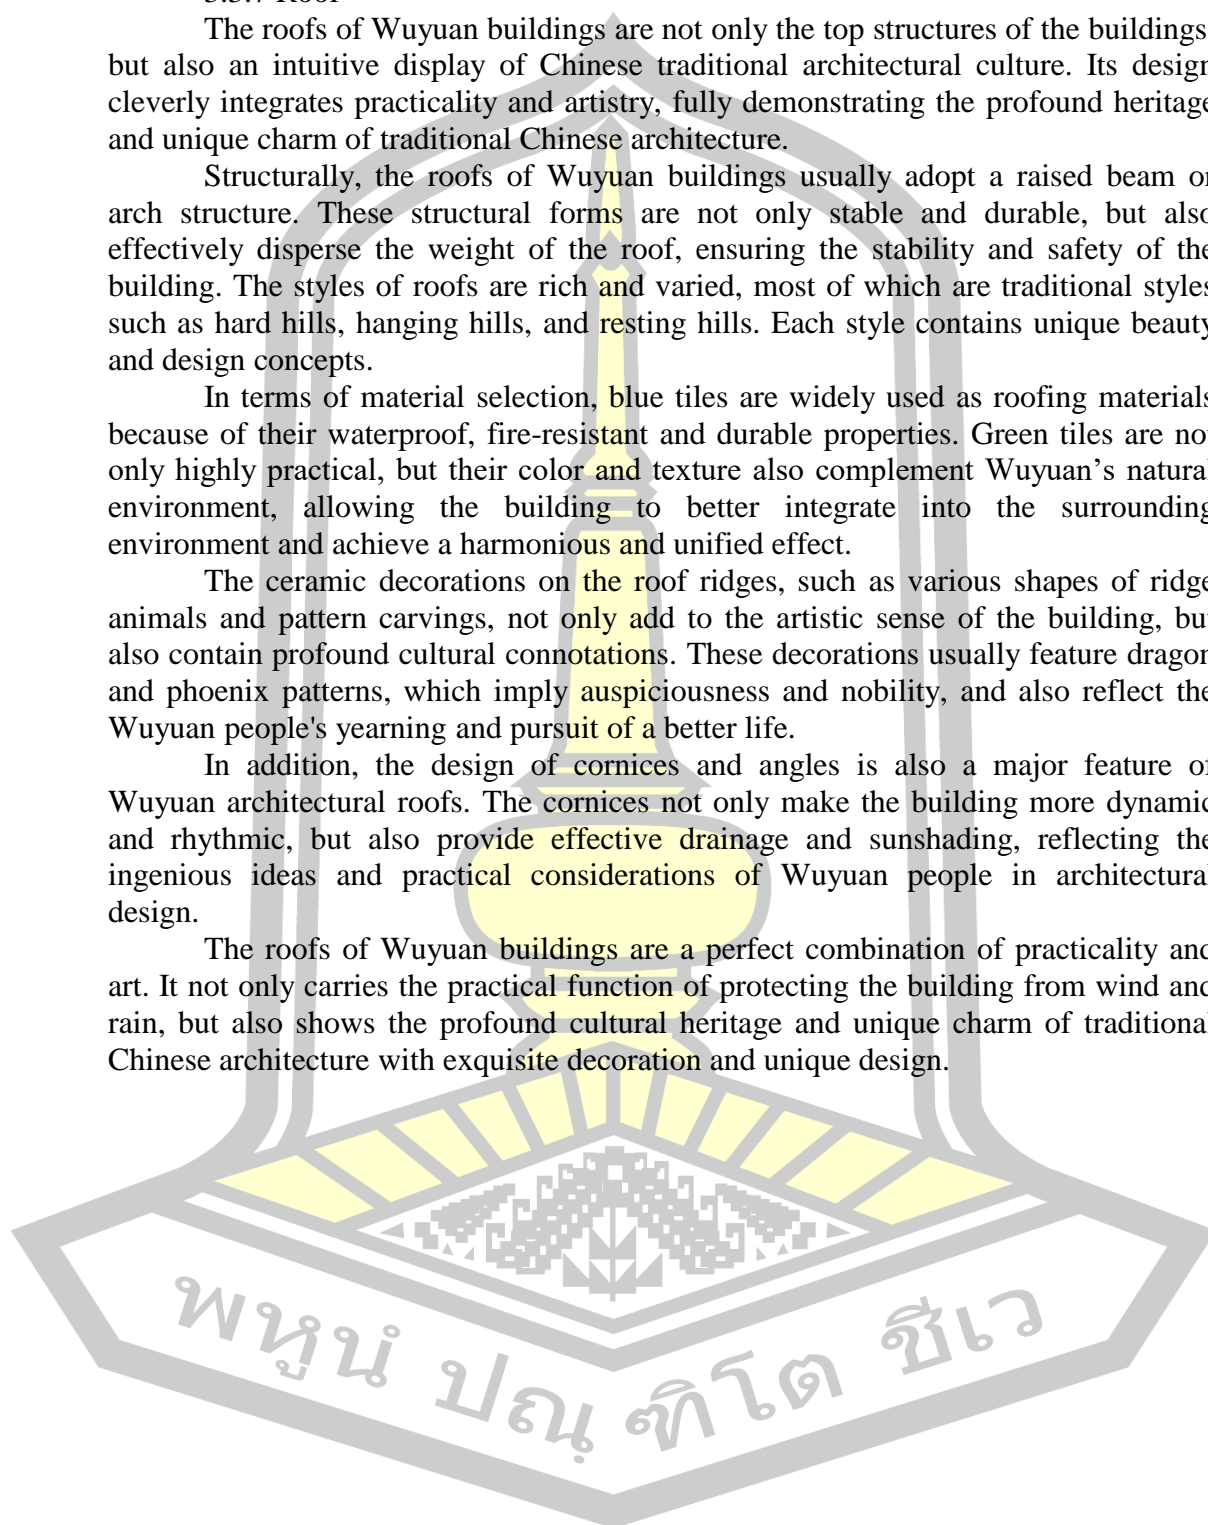 The roofs of Wuyuan buildings are not only the top structures of the buildings
but also an intuitive display of Chinese traditional architectural culture. Its design
cleverly integrates practicality and artistry, fully demonstrating the profound heritage
and unique charm of traditional Chinese architecture.
Structurally, the roofs of Wuyuan buildings usually adopt a raised beam or
arch structure. These structural forms are not only stable and durable, but also
effectively disperse the weight of the roof, ensuring the stability and safety of the
building. The styles of roofs are rich and varied, most of which are traditional styles
such as hard hills, hanging hills, and resting hills. Each style contains unique beauty
and design concepts.
In terms of material selection, blue tiles are widely used as roofing materials
because of their waterproof, fire-resistant and durable properties. Green tiles are not
only highly practical, but their color and texture also complement Wuyuan’s natural
environment, allowing the building to better integrate into the surrounding
environment and achieve a harmonious and unified effect.
The ceramic decorations on the roof ridges, such as various shapes of ridge
animals and pattern carvings, not only add to the artistic sense of the building, but
also contain profound cultural connotations. These decorations usually feature dragon
and phoenix patterns, which imply auspiciousness and nobility, and also reflect the
Wuyuan people's yearning and pursuit of a better life.
In addition, the design of cornices and angles is also a major feature of
Wuyuan architectural roofs. The cornices not only make the building more dynamic
and rhythmic, but also provide effective drainage and sunshading, reflecting the
ingenious ideas and practical considerations of Wuyuan people in architectural
design.
The roofs of Wuyuan buildings are a perfect combination of practicality and
art. It not only carries the practical function of protecting the building from wind and
rain, but also shows the profound cultural heritage and unique charm of traditional
Chinese architecture with exquisite decoration and unique design.
พหูนํ ปณฺฑิโต ชีเว